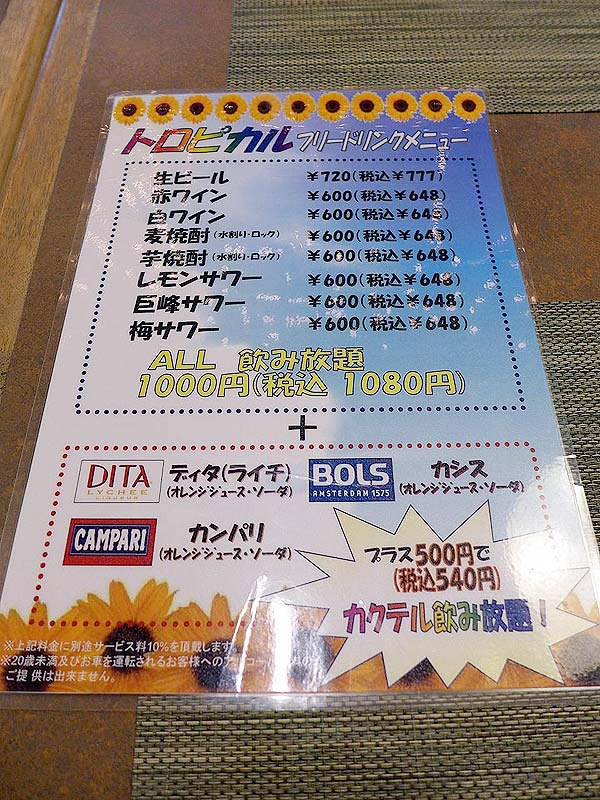 トロピカル フリードリンクメニュー
生ビール ¥720(税込¥777)
赤ワイン ¥600(税込¥648)
白ワイン ¥600(税込¥648)
麦焼酎(水割り・ロック) ¥600(税込¥648)
芋焼酎(水割り・ロック) ¥600(税込¥648)
レモンサワー ¥600(税込¥648)
巨峰サワー ¥600(税込¥648)
梅サワー ¥600(税込¥648)
ALL 飲み放題
1000円(税込 1080円)
+
DITA
LYCHEE
LIQUEUR
ディタ(ライチ)
(オレンジジュース・ソーダ)
BOLS
AMSTERDAM 1575
カシス
(オレンジジュース・ソーダ)
CAMPARI
カンパリ
(オレンジジュース・ソーダ)
プラス500円で
(税込540円)
カクテル飲み放題!
※上記料金に別途サービス料10%を頂戴します。
※20歳未満及びお車を運転されるお客様へのアルコール
ご提供は出来ません。